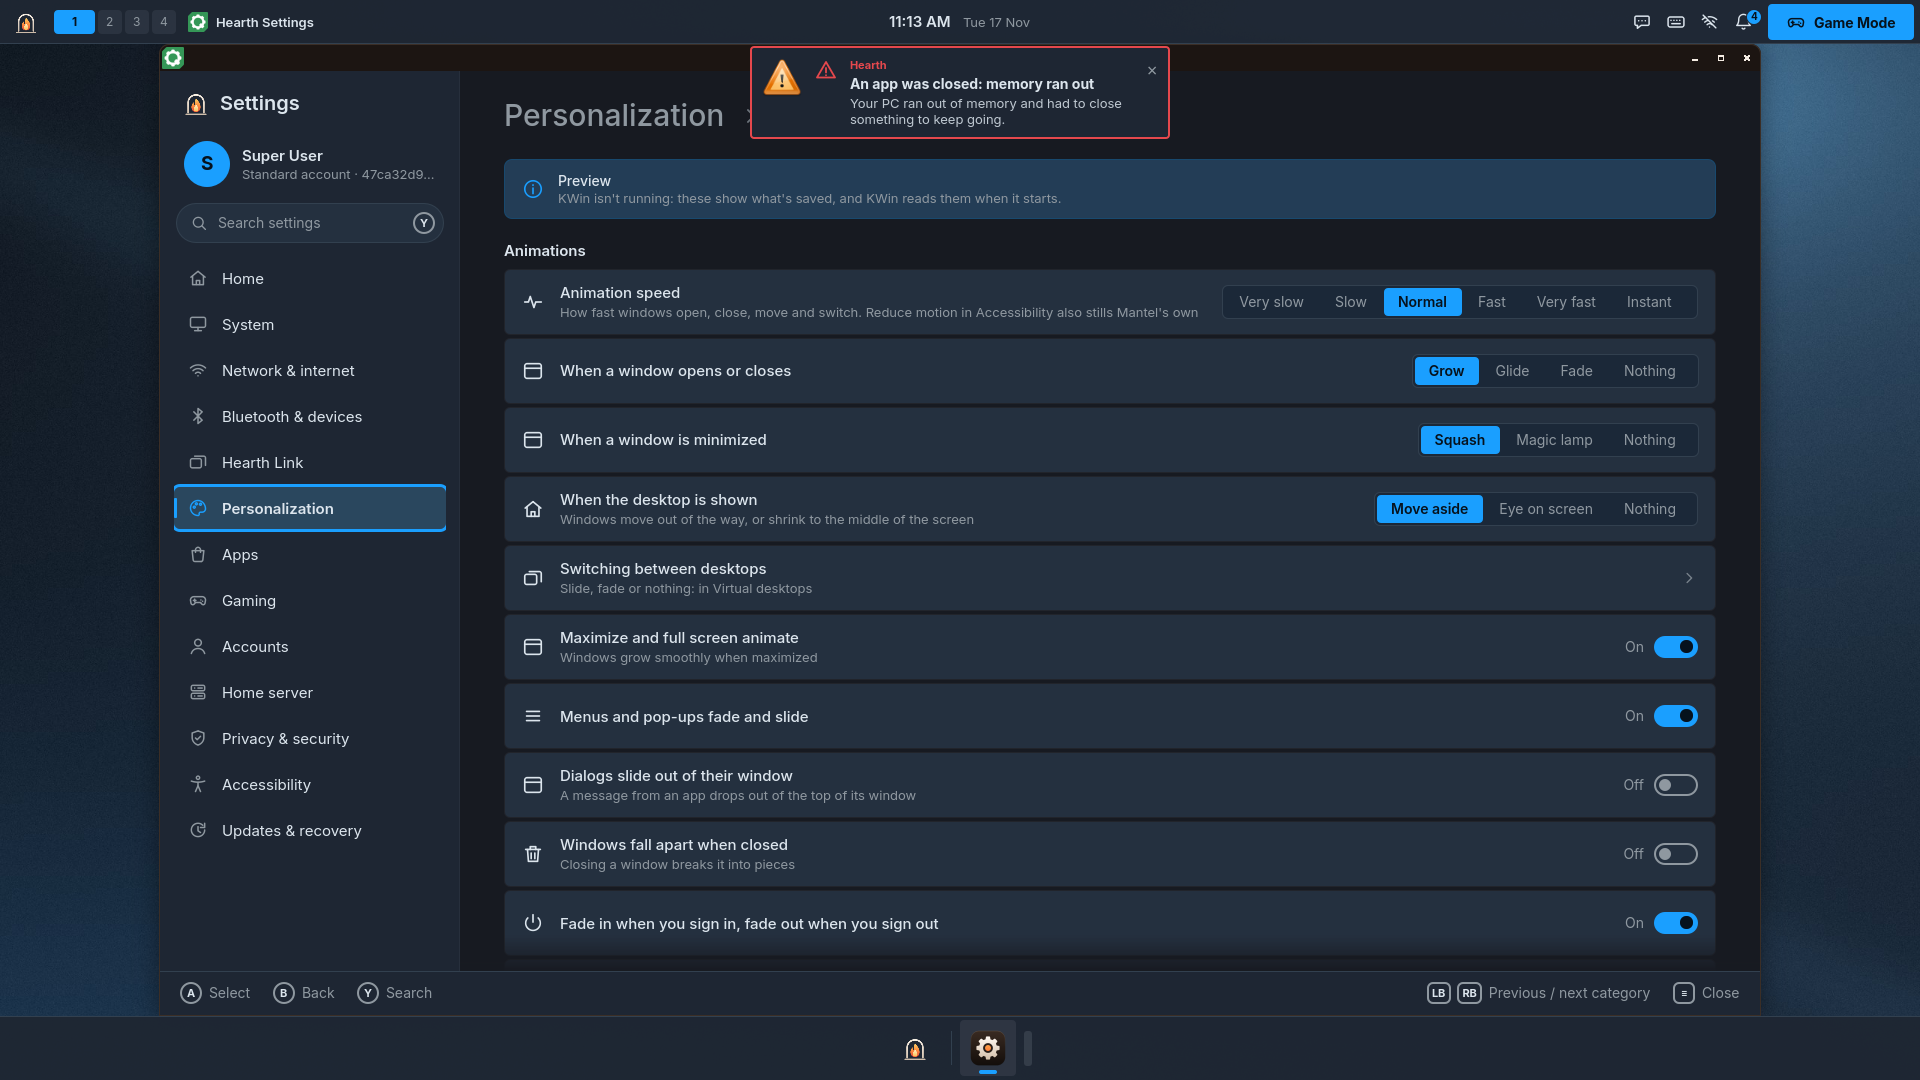 1
2
3
4
Hearth Settings
11:13 AM
Tue 17 Nov
4
Game Mode
Hearth
An app was closed: memory ran out
Your PC ran out of memory and had to close
something to keep going.
Settings
S
Super User
Standard account · 47ca32d9...
Search settings
Y
Home
System
Network & internet
Bluetooth & devices
Hearth Link
Personalization
Apps
Gaming
Accounts
Home server
Privacy & security
Accessibility
Updates & recovery
Personalization
Preview
KWin isn't running: these show what's saved, and KWin reads them when it starts.
Animations
Animation speed
How fast windows open, close, move and switch. Reduce motion in Accessibility also stills Mantel's own
Very slow
Slow
Normal
Fast
Very fast
Instant
When a window opens or closes
Grow
Glide
Fade
Nothing
When a window is minimized
Squash
Magic lamp
Nothing
When the desktop is shown
Windows move out of the way, or shrink to the middle of the screen
Move aside
Eye on screen
Nothing
Switching between desktops
Slide, fade or nothing: in Virtual desktops
Maximize and full screen animate
Windows grow smoothly when maximized
On
Menus and pop-ups fade and slide
On
Dialogs slide out of their window
A message from an app drops out of the top of its window
Off
Windows fall apart when closed
Closing a window breaks it into pieces
Off
Fade in when you sign in, fade out when you sign out
On
A Select
B Back
Y Search
LB RB Previous / next category
Close